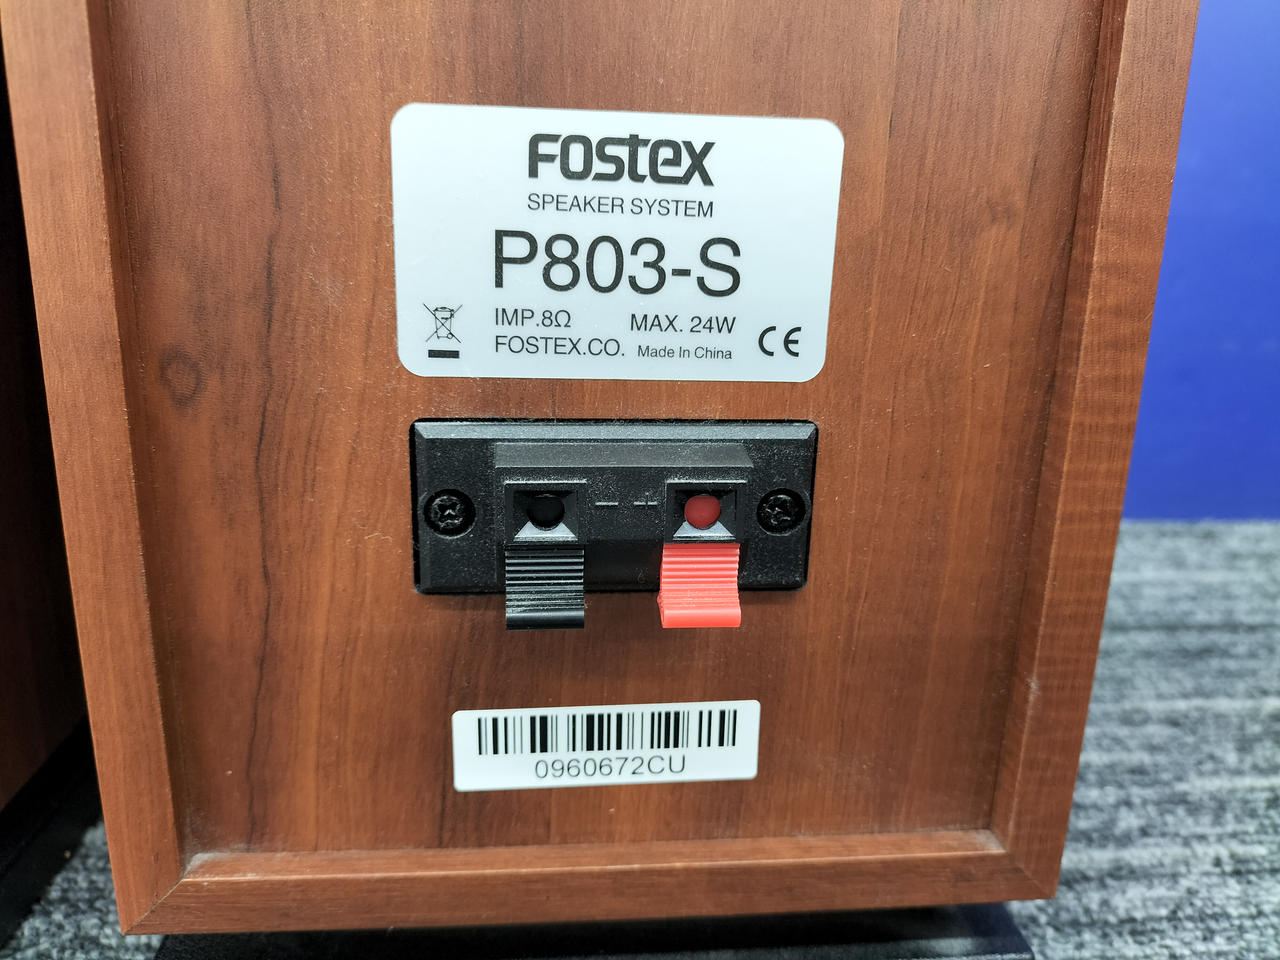 FOSTEX
SPEAKER SYSTEM
P803-S
IMP.8Ω MAX. 24W
FOSTEX.CO. Made In China
CE
- +
0960672CU